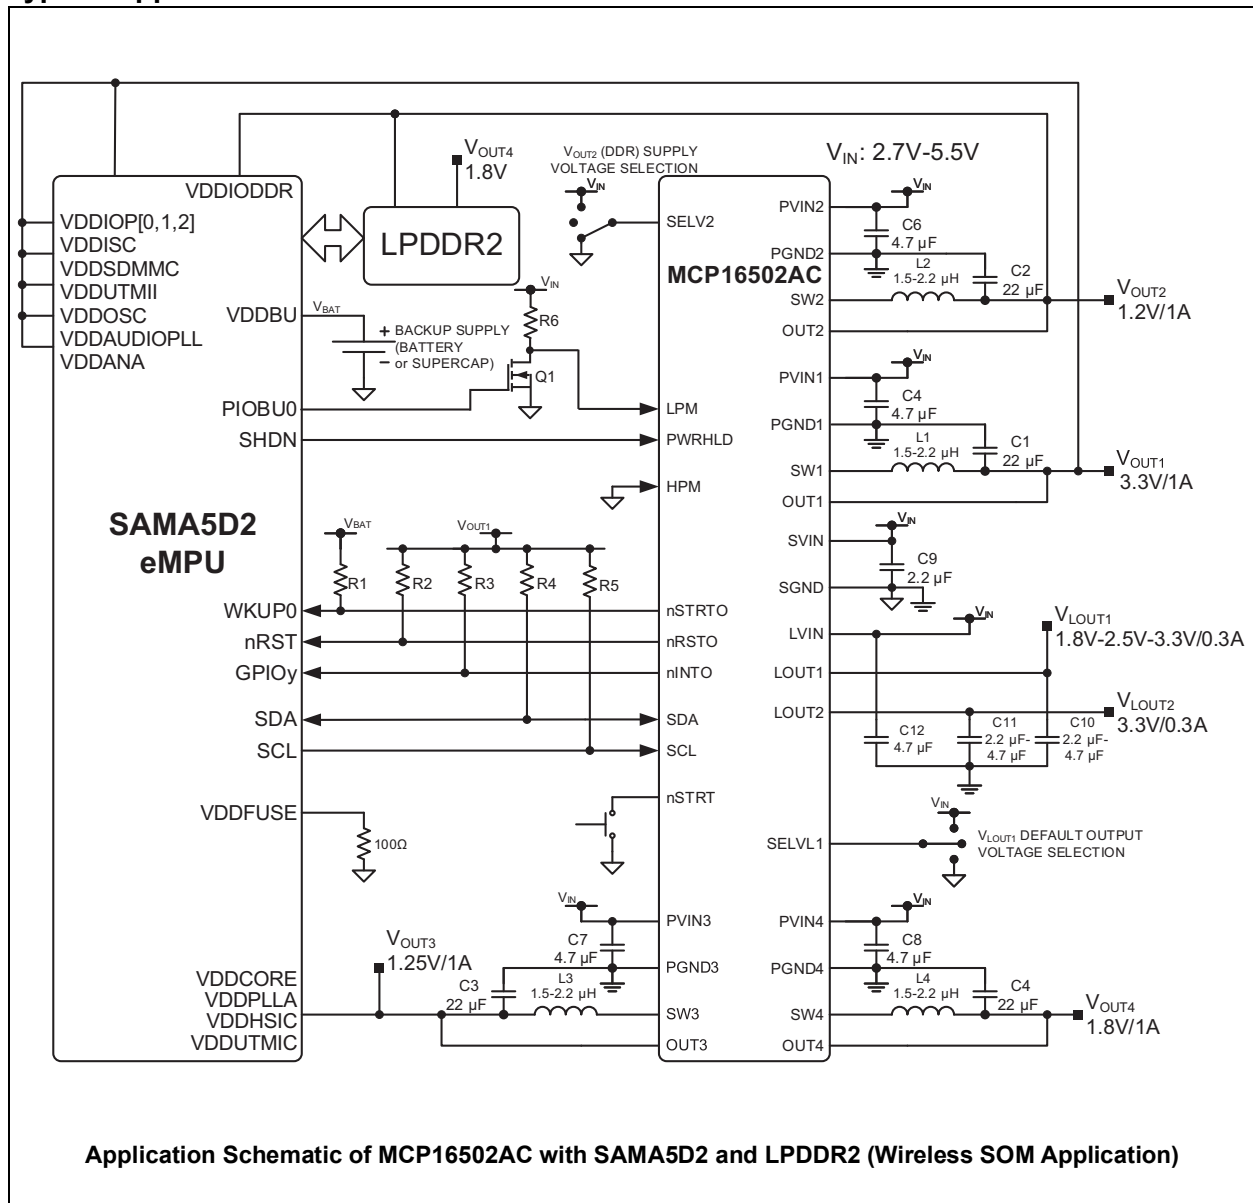 VIN: 2.7V-5.5V
VOUT2 (DDR) SUPPLY
VOLTAGE SELECTION
VIN
VOUT4
1.8V
VDDIODDR
VDDIOP[0,1,2]
VDDISC
VDDSDMMC
VDDUTMII
VDDOSC
VDDAUDIOPLL
VDDANA
LPDDR2
VDDBU
VBAT
+ BACKUP SUPPLY
(BATTERY
– or SUPERCAP)
VIN
R6
Q1
PIOBU0
SHDN
SAMA5D2
eMPU
VBAT
VOUT1
R1
R2
R3
R4
R5
WKUP0
nRST
GPIOy
SDA
SCL
VDDFUSE
100Ω
VDDCORE
VDDPLLA
VDDHSIC
VDDUTMIC
VOUT3
1.25V/1A
C3
22 µF
L3
1.5-2.2 µH
C7
4.7 µF
VIN
SELV2
MCP16502AC
LPM
PWRHLD
HPM
nSTRTO
nRSTO
nINTO
SDA
SCL
nSTRT
PVIN3
PGND3
SW3
OUT3
PVIN2
PGND2
SW2
OUT2
VIN
C6
4.7 µF
L2
1.5-2.2 µH
C2
22 µF
VOUT2
1.2V/1A
PVIN1
PGND1
SW1
OUT1
VIN
C4
4.7 µF
L1
1.5-2.2 µH
C1
22 µF
VOUT1
3.3V/1A
SVIN
SGND
VIN
C9
2.2 µF
LVIN
LOUT1
LOUT2
VIN
VLOUT1
1.8V-2.5V-3.3V/0.3A
VLOUT2
3.3V/0.3A
C12
4.7 µF
C11
2.2 µF-
4.7 µF
C10
2.2 µF-
4.7 µF
SELVL1
VIN
VLOUT1 DEFAULT OUTPUT
VOLTAGE SELECTION
PVIN4
PGND4
SW4
OUT4
VIN
C8
4.7 µF
L4
1.5-2.2 µH
C4
22 µF
VOUT4
1.8V/1A
Application Schematic of MCP16502AC with SAMA5D2 and LPDDR2 (Wireless SOM Application)